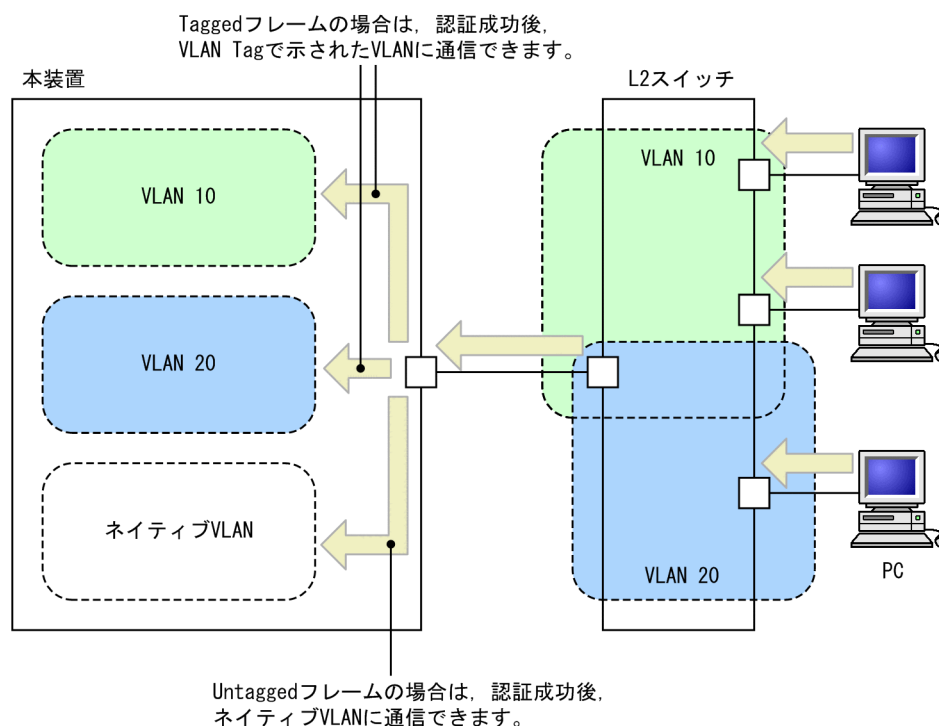 Taggedフレームの場合は，認証成功後，
VLAN Tagで示されたVLANに通信できます。
本装置
L2スイッチ
VLAN 10
VLAN 10
VLAN 20
ネイティブVLAN
VLAN 20
PC
Untaggedフレームの場合は，認証成功後，
ネイティブVLANに通信できます。